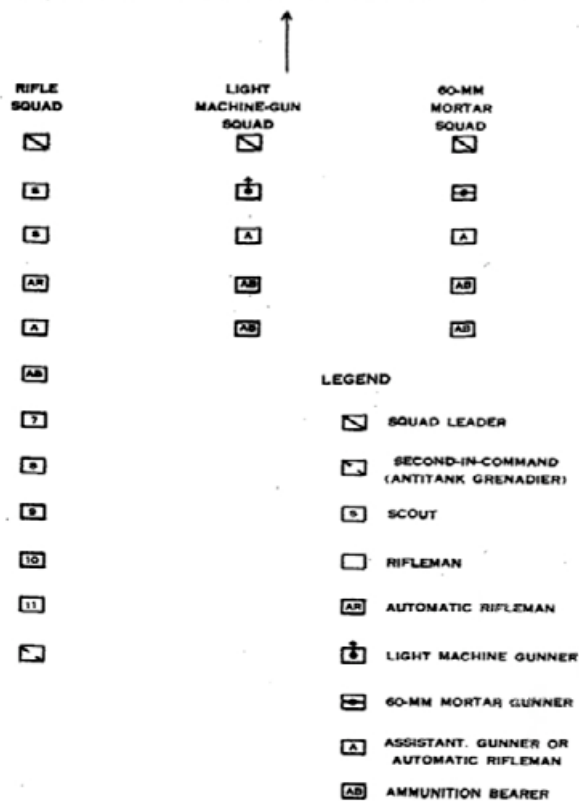 RIFLE SQUAD
LIGHT MACHINE-GUN SQUAD
60-MM MORTAR SQUAD
S
S
A
A
S
AR
AB
AB
A
AB
AB
AB
7
8
9
10
11
LEGEND
SQUAD LEADER
SECOND-IN-COMMAND
(ANTITANK GRENADIER)
S SCOUT
RIFLEMAN
AR AUTOMATIC RIFLEMAN
LIGHT MACHINE GUNNER
60-MM MORTAR GUNNER
A ASSISTANT. GUNNER OR
AUTOMATIC RIFLEMAN
AB AMMUNITION BEARER